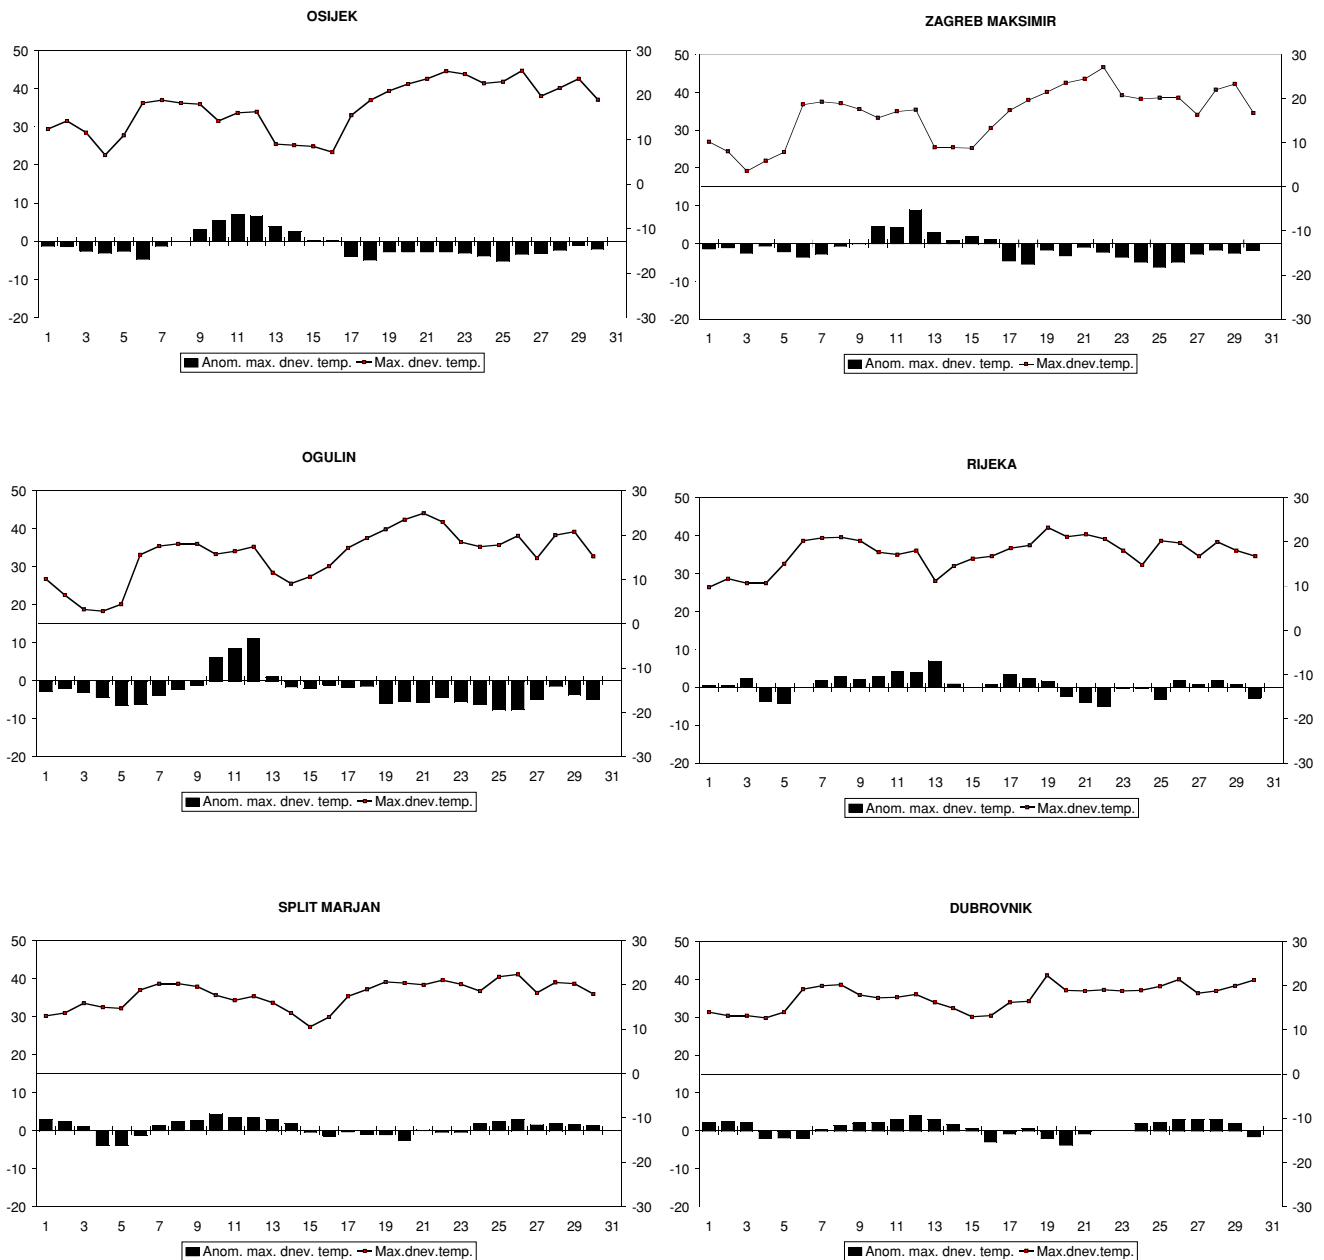 OSIJEK
50 40 30 20 10 0 -10 -20
30 20 10 0 -10 -20 -30
1 3 5 7 9 11 13 15 17 19 21 23 25 27 29 31
Anom. max. dnev. temp. Max. dnev. temp.
ZAGREB MAKSIMIR
50 40 30 20 10 0 -10 -20
30 20 10 0 -10 -20 -30
1 3 5 7 9 11 13 15 17 19 21 23 25 27 29 31
Anom. max. dnev. temp. Max.dnev.temp.
OGULIN
50 40 30 20 10 0 -10 -20
30 20 10 0 -10 -20 -30
1 3 5 7 9 11 13 15 17 19 21 23 25 27 29 31
Anom. max. dnev. temp. Max.dnev.temp.
RIJEKA
50 40 30 20 10 0 -10 -20
30 20 10 0 -10 -20 -30
1 3 5 7 9 11 13 15 17 19 21 23 25 27 29 31
Anom. max. dnev. temp. Max.dnev.temp.
SPLIT MARJAN
50 40 30 20 10 0 -10 -20
30 20 10 0 -10 -20 -30
1 3 5 7 9 11 13 15 17 19 21 23 25 27 29 31
Anom. max. dnev. temp. Max.dnev.temp.
DUBROVNIK
50 40 30 20 10 0 -10 -20
30 20 10 0 -10 -20 -30
1 3 5 7 9 11 13 15 17 19 21 23 25 27 29 31
Anom. max. dnev. temp. Max.dnev.temp.